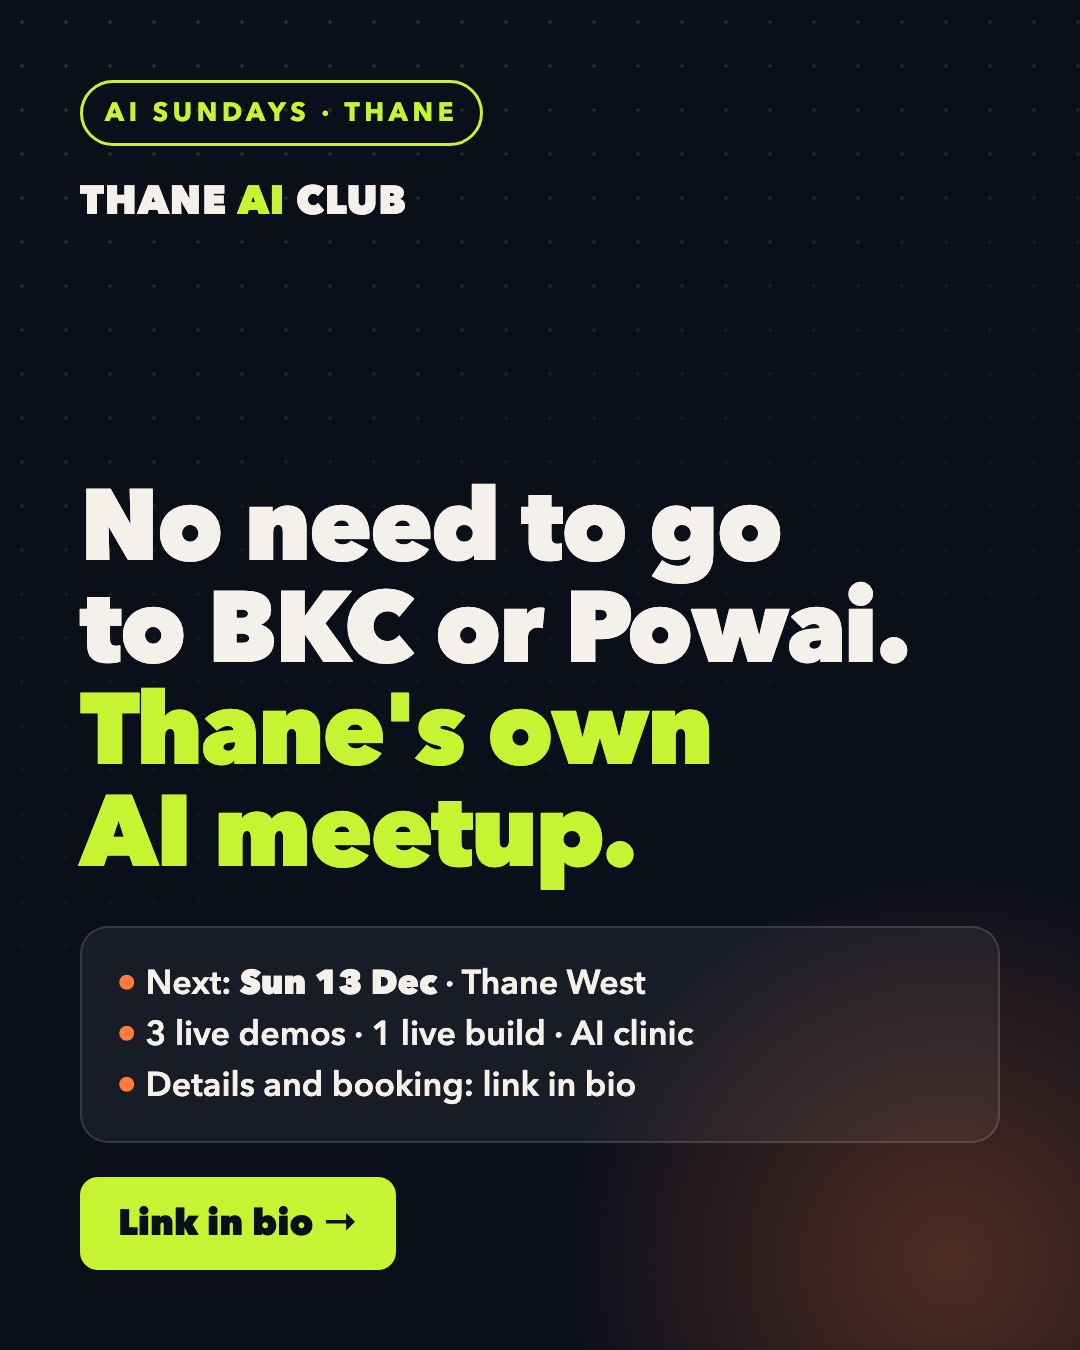 AI SUNDAYS · THANE
THANE AI CLUB
No need to go
to BKC or Powai.
Thane's own
AI meetup.
Next: Sun 13 Dec · Thane West
3 live demos · 1 live build · AI clinic
Details and booking: link in bio
Link in bio →